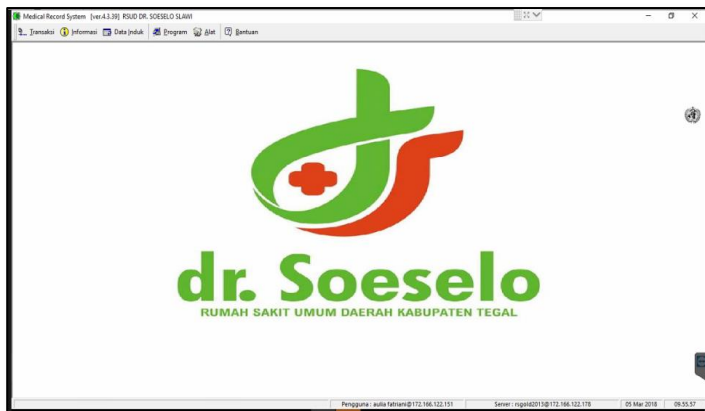 Medical Record System [ver.4.3.39] RSUD DR. SOESELO SLAWI
Transaksi Informasi Data Induk Program Alat Bantuan
dr. Soeselo
RUMAH SAKIT UMUM DAERAH KABUPATEN TEGAL
Pengguna : aulia fatriani@172.166.122.151 Server : rsgold2013@172.166.122.178 05 Mar 2018 09.55.57